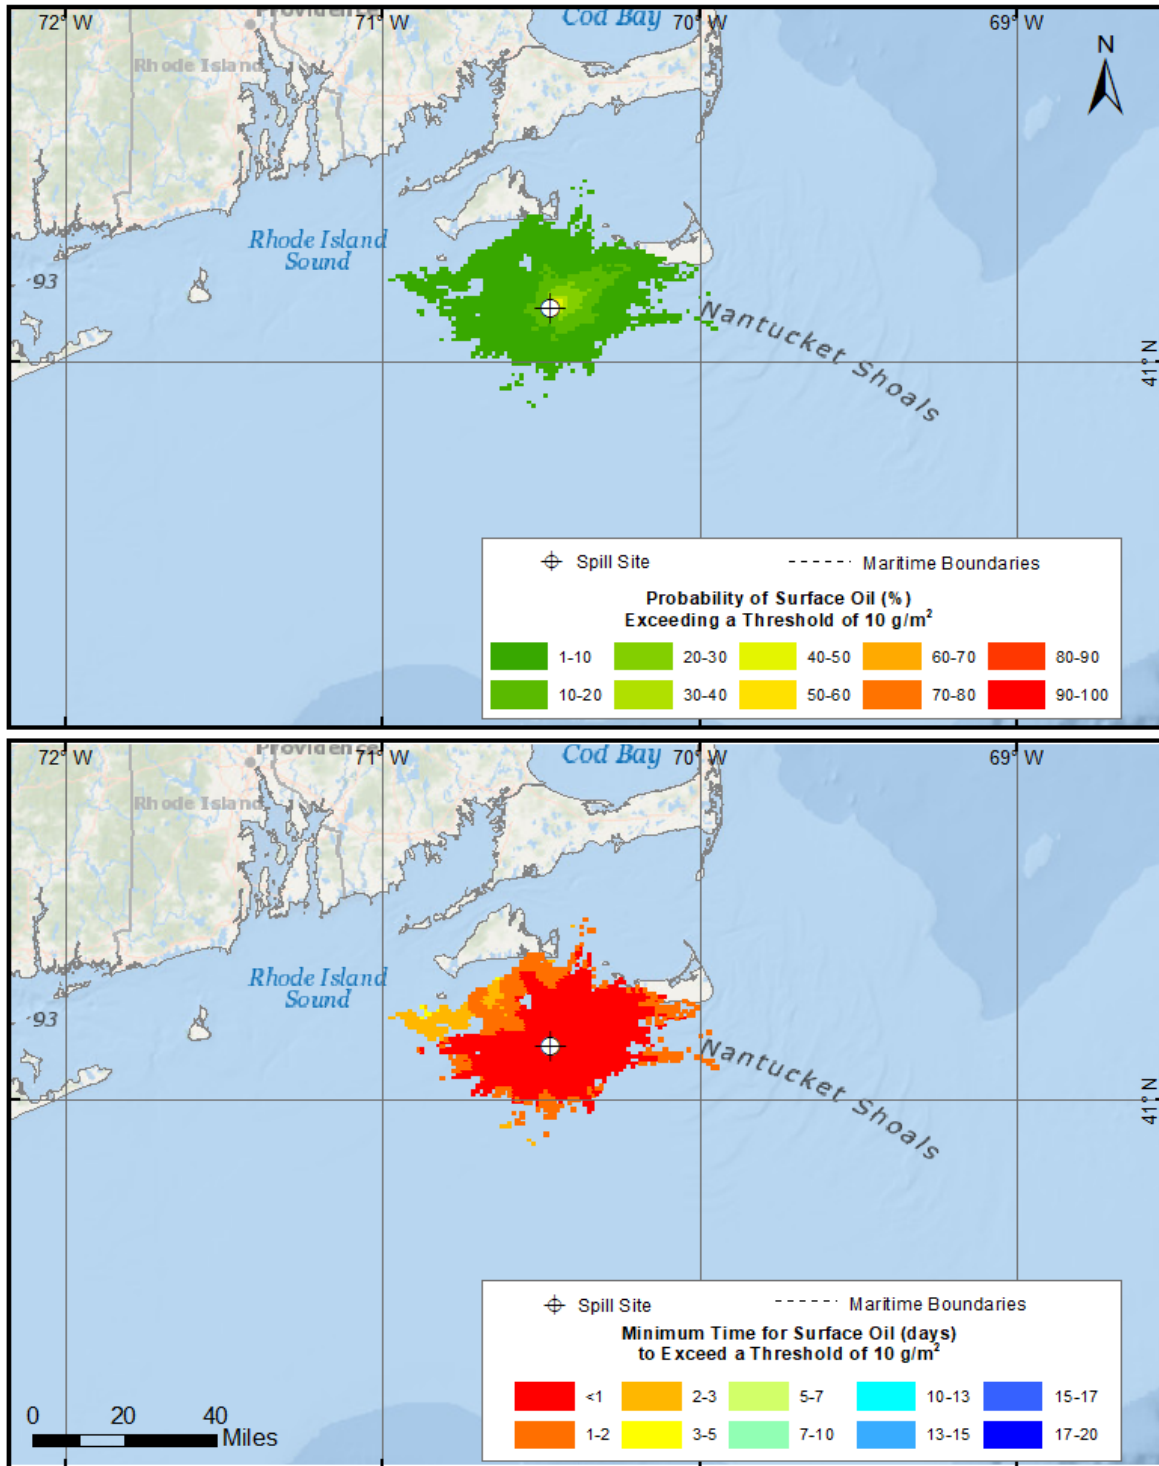 Providence
Cod Bay
72° W
71° W
70° W
69° W
Rhode Island
N
Rhode Island
Sound
-93
Nantucket Shoals
41° N
Spill Site
Maritime Boundaries
Probability of Surface Oil (%)
Exceeding a Threshold of 10 g/m²
1-10 20-30 40-50 60-70 80-90
10-20 30-40 50-60 70-80 90-100
Providence
Cod Bay
72° W
71° W
70° W
69° W
Rhode Island
Rhode Island
Sound
-93
Nantucket Shoals
41° N
Spill Site
Maritime Boundaries
Minimum Time for Surface Oil (days)
to Exceed a Threshold of 10 g/m²
<1 2-3 5-7 10-13 15-17
1-2 3-5 7-10 13-15 17-20
0 20 40
Miles